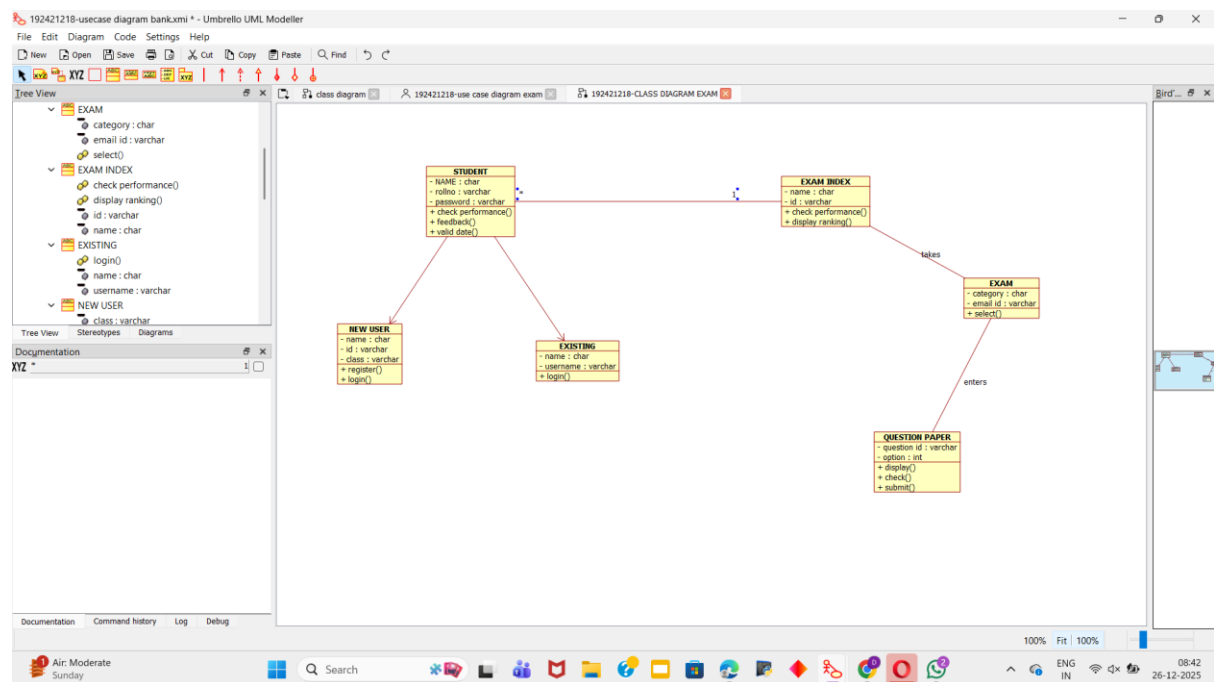 192421218-usecase diagram bank.xmi * - Umbrello UML Modeller
File Edit Diagram Code Settings Help
New Open Save Cut Copy Paste Find
XYZ XYZ
Tree View
class diagram 192421218-use case diagram exam 192421218-CLASS DIAGRAM EXAM
Bird'...
EXAM
category : char
email id : varchar
select()
EXAM INDEX
check performance()
display ranking()
id : varchar
name : char
EXISTING
login()
name : char
username : varchar
NEW USER
class : varchar
Tree View Stereotypes Diagrams
Documentation
XYZ * 1
STUDENT
- NAME : char
- rollno : varchar
- password : varchar
+ check performance()
+ feedback()
+ valid date()
*
1
EXAM INDEX
- name : char
- id : varchar
+ check performance()
+ display ranking()
takes
EXAM
- category : char
- email id : varchar
+ select()
NEW USER
- name : char
- id : varchar
- class : varchar
+ register()
+ login()
EXISTING
- name : char
- username : varchar
+ login()
enters
QUESTION PAPER
- question id : varchar
- option : int
+ display()
+ check()
+ submit()
Documentation Command history Log Debug
100% Fit 100%
1
Air: Moderate
Sunday
Search
2
ENG
IN
08:42
26-12-2025